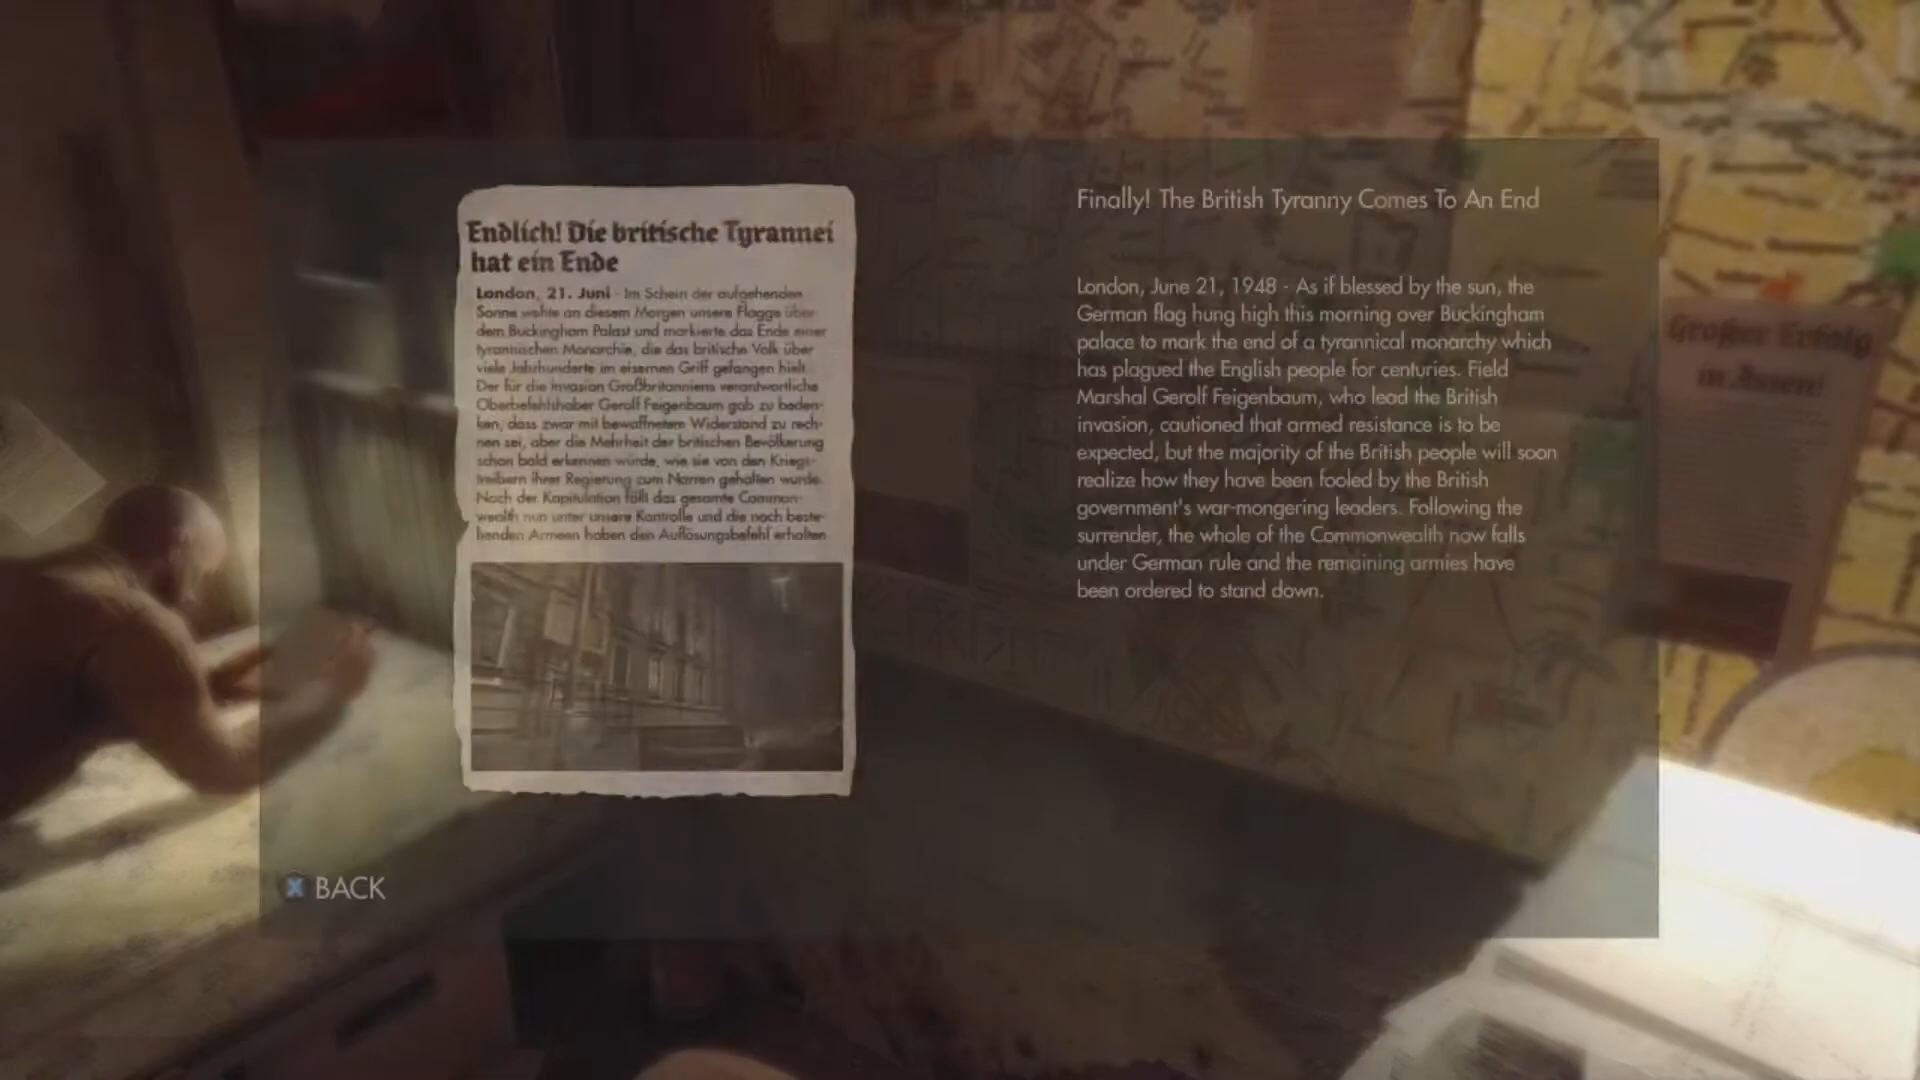 Endlich! Die britische Tyrannei
hat ein Ende
London, 21. Juni - Im Schein der aufgehenden
Sonne wehte an diesem Morgen unsere Flagge über
dem Buckingham Palast und markierte das Ende einer
tyrannischen Monarchie, die das britische Volk über
viele Jahrhunderte im eisernen Griff gefangen hielt.
Der für die Invasion Großbritanniens verantwortliche
Oberbefehlshaber Gerolf Feigenbaum gab zu beden-
ken, dass zwar mit bewaffnetem Widerstand zu rech-
nen sei, aber die Mehrheit der britischen Bevölkerung
schon bald erkennen würde, wie sie von den Kriegs-
treibern ihrer Regierung zum Narren gehalten wurde.
Nach der Kapitulation fällt das gesamte Common-
wealth nun unter unsere Kontrolle und die noch beste-
henden Armeen haben den Auflösungsbefehl erhalten
Finally! The British Tyranny Comes To An End
London, June 21, 1948 - As if blessed by the sun, the
German flag hung high this morning over Buckingham
palace to mark the end of a tyrannical monarchy which
has plagued the English people for centuries. Field
Marshal Gerolf Feigenbaum, who lead the British
invasion, cautioned that armed resistance is to be
expected, but the majority of the British people will soon
realize how they have been fooled by the British
government's war-mongering leaders. Following the
surrender, the whole of the Commonwealth now falls
under German rule and the remaining armies have
been ordered to stand down.
Großer Erfolg
in
X BACK